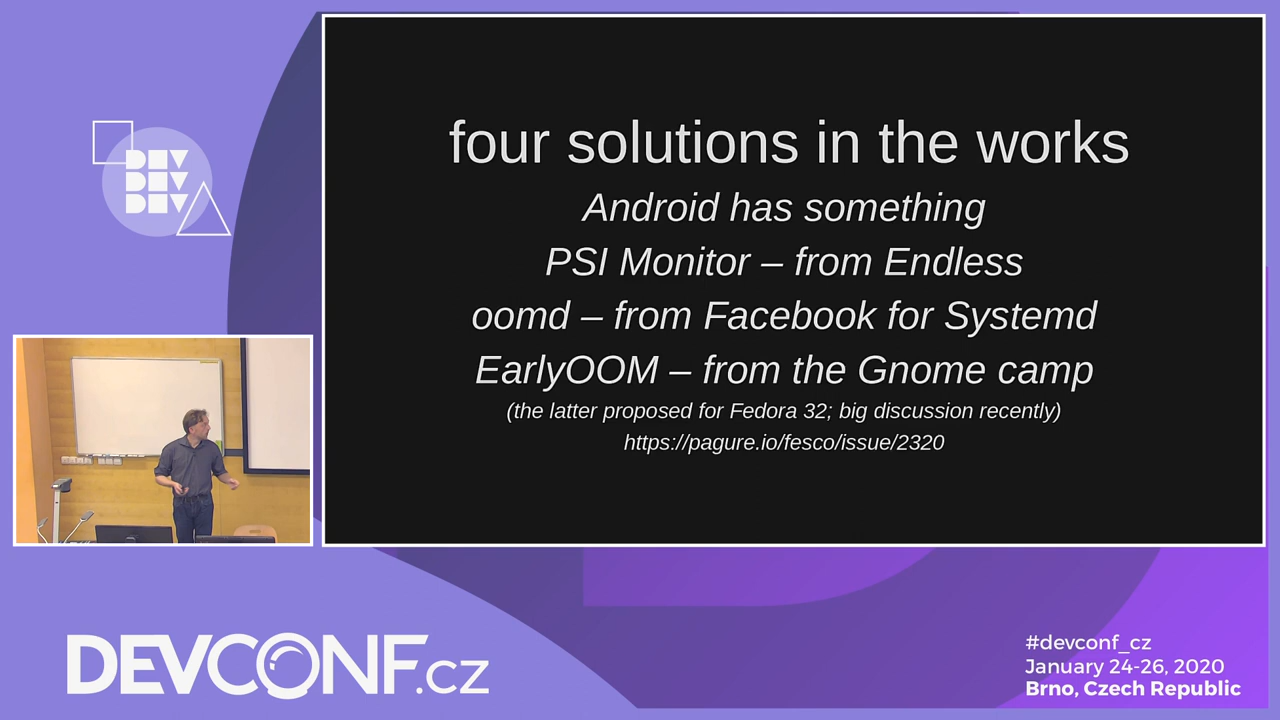 four solutions in the works
Android has something
PSI Monitor – from Endless
oomd – from Facebook for Systemd
EarlyOOM – from the Gnome camp
(the latter proposed for Fedora 32; big discussion recently)
https://pagure.io/fesco/issue/2320
DEV
DEV
DEV
DEVCONF.cz
#devconf_cz
January 24-26, 2020
Brno, Czech Republic